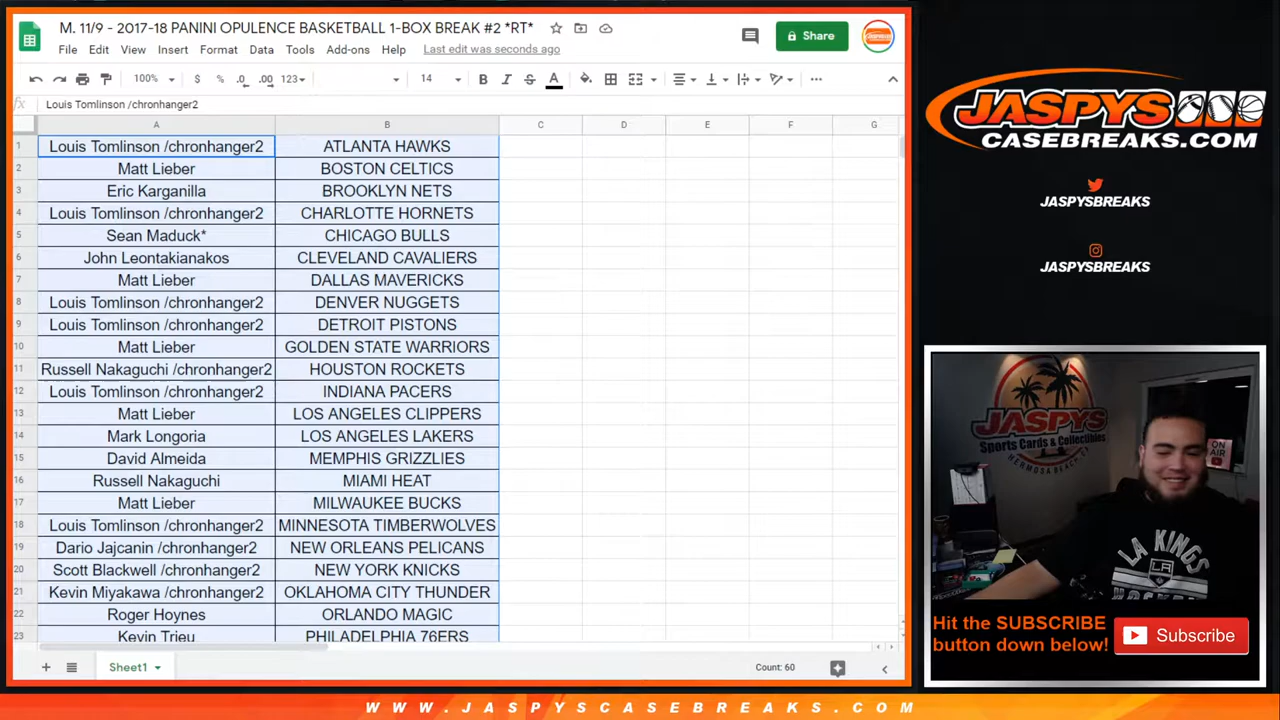 M. 11/9 - 2017-18 PANINI OPULENCE BASKETBALL 1-BOX BREAK #2 *RT*
File Edit View Insert Format Data Tools Add-ons Help Last edit was seconds ago
Share
100% $ % .0 .00 123 14 B I S A
fx Louis Tomlinson /chronhanger2
A B C D E F G
1 Louis Tomlinson /chronhanger2 ATLANTA HAWKS
2 Matt Lieber BOSTON CELTICS
3 Eric Karganilla BROOKLYN NETS
4 Louis Tomlinson /chronhanger2 CHARLOTTE HORNETS
5 Sean Maduck* CHICAGO BULLS
6 John Leontakianakos CLEVELAND CAVALIERS
7 Matt Lieber DALLAS MAVERICKS
8 Louis Tomlinson /chronhanger2 DENVER NUGGETS
9 Louis Tomlinson /chronhanger2 DETROIT PISTONS
10 Matt Lieber GOLDEN STATE WARRIORS
11 Russell Nakaguchi /chronhanger2 HOUSTON ROCKETS
12 Louis Tomlinson /chronhanger2 INDIANA PACERS
13 Matt Lieber LOS ANGELES CLIPPERS
14 Mark Longoria LOS ANGELES LAKERS
15 David Almeida MEMPHIS GRIZZLIES
16 Russell Nakaguchi MIAMI HEAT
17 Matt Lieber MILWAUKEE BUCKS
18 Louis Tomlinson /chronhanger2 MINNESOTA TIMBERWOLVES
19 Dario Jajcanin /chronhanger2 NEW ORLEANS PELICANS
20 Scott Blackwell /chronhanger2 NEW YORK KNICKS
21 Kevin Miyakawa /chronhanger2 OKLAHOMA CITY THUNDER
22 Roger Hoynes ORLANDO MAGIC
23 Kevin Trieu PHILADELPHIA 76ERS
Sheet1
Count: 60
JASPYS
CASEBREAKS.COM
JASPYSBREAKS
JASPYSBREAKS
JASPYS
Sports Cards & Collectibles
HERMOSA BEACH, CA
ON AIR
LA KINGS
LA
HOCKEY
Hit the SUBSCRIBE
button down below!
Subscribe
WWW.JASPYSCASEBREAKS.COM